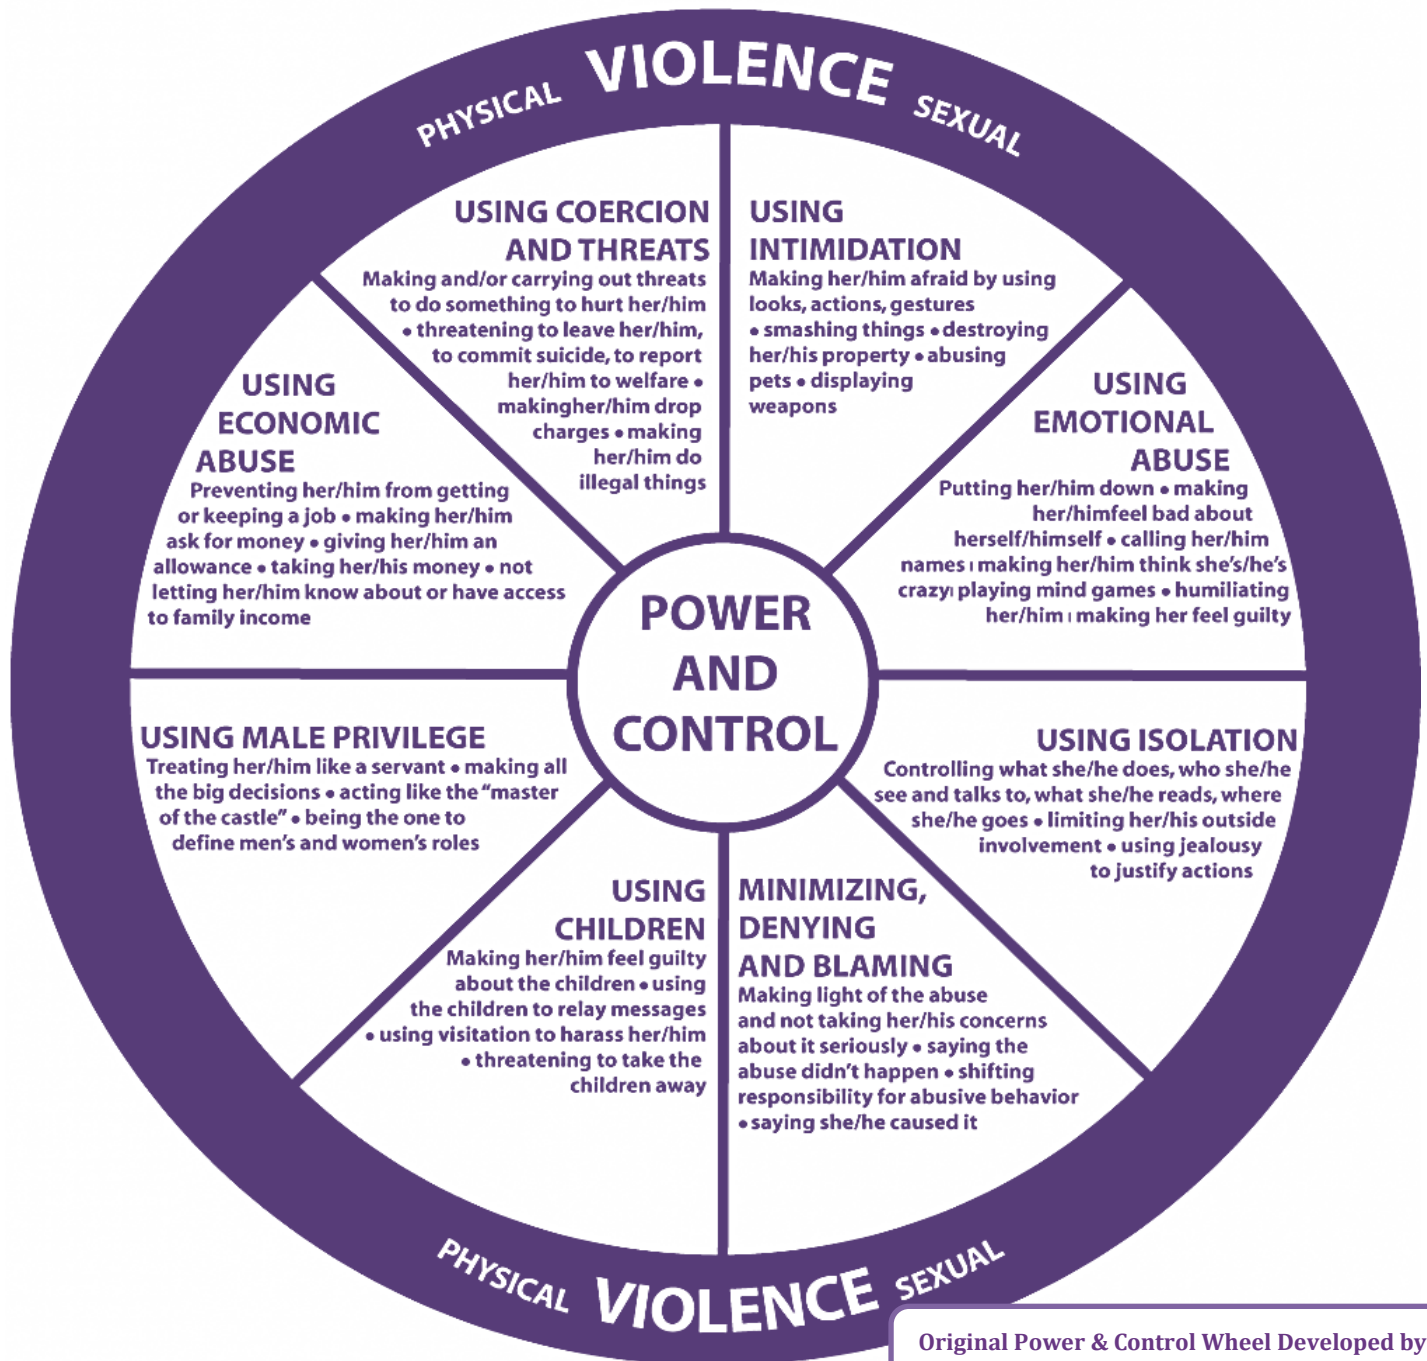 PHYSICAL VIOLENCE SEXUAL
USING COERCION
AND THREATS
Making and/or carrying out threats
to do something to hurt her/him
• threatening to leave her/him,
to commit suicide, to report
her/him to welfare •
makingher/him drop
charges • making
her/him do
illegal things
USING
INTIMIDATION
Making her/him afraid by using
looks, actions, gestures
• smashing things • destroying
her/his property • abusing
pets • displaying
weapons
USING
ECONOMIC
ABUSE
Preventing her/him from getting
or keeping a job • making her/him
ask for money • giving her/him an
allowance • taking her/his money • not
letting her/him know about or have access
to family income
USING
EMOTIONAL
ABUSE
Putting her/him down • making
her/himfeel bad about
herself/himself • calling her/him
names ı making her/him think she's/he's
crazyı playing mind games • humiliating
her/him ı making her feel guilty
POWER
AND
CONTROL
USING MALE PRIVILEGE
Treating her/him like a servant • making all
the big decisions • acting like the “master
of the castle” • being the one to
define men's and women's roles
USING ISOLATION
Controlling what she/he does, who she/he
see and talks to, what she/he reads, where
she/he goes • limiting her/his outside
involvement • using jealousy
to justify actions
USING
CHILDREN
Making her/him feel guilty
about the children • using
the children to relay messages
• using visitation to harass her/him
• threatening to take the
children away
MINIMIZING,
DENYING
AND BLAMING
Making light of the abuse
and not taking her/his concerns
about it seriously • saying the
abuse didn't happen • shifting
responsibility for abusive behavior
• saying she/he caused it
PHYSICAL VIOLENCE SEXUAL
Original Power & Control Wheel Developed by